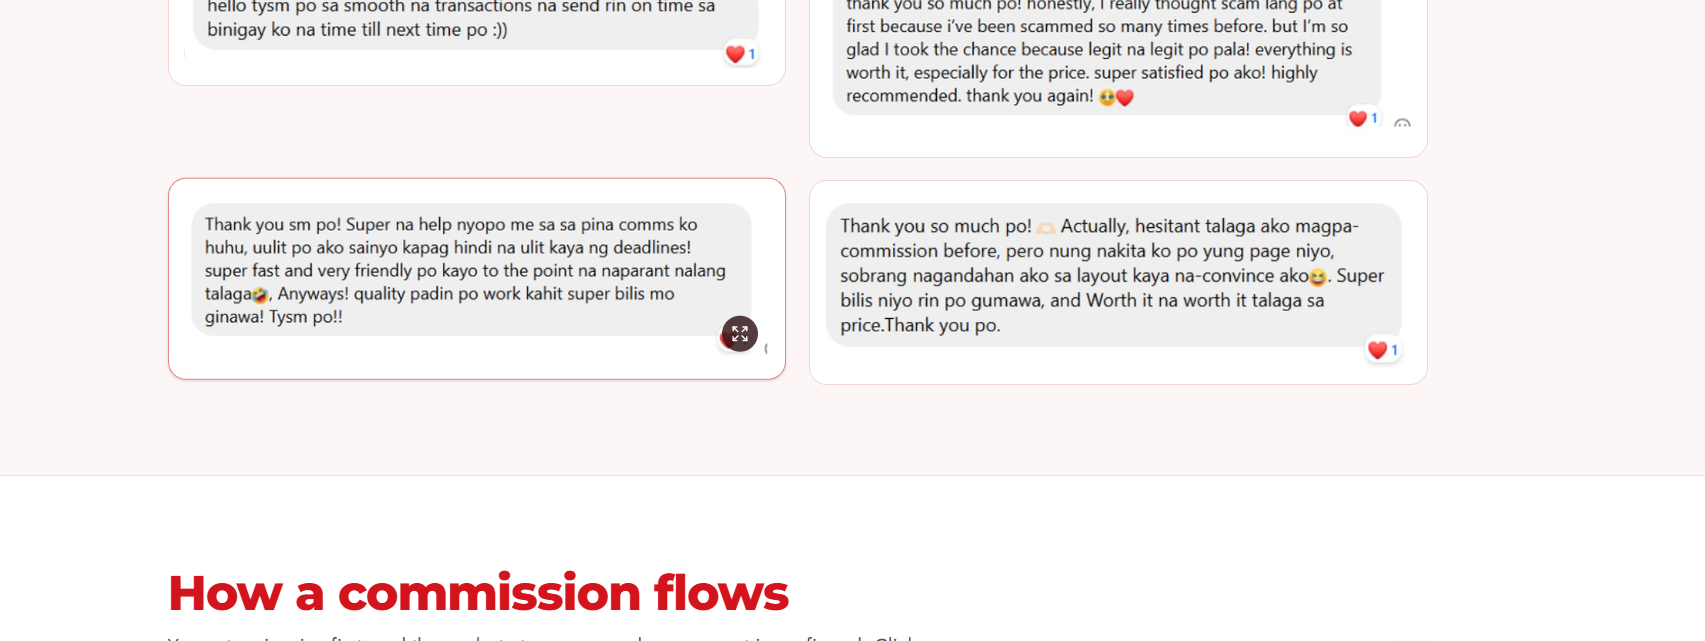 hello tysm po sa smooth na transactions na send rin on time sa
binigay ko na time till next time po :))
❤️ 1
thank you so much po! honestly, I really thought scam lang po at
first because i've been scammed so many times before. but I'm so
glad I took the chance because legit na legit po pala! everything is
worth it, especially for the price. super satisfied po ako! highly
recommended. thank you again! 🥹❤️
❤️ 1
Thank you sm po! Super na help nyopo me sa sa pina comms ko
huhu, uulit po ako sainyo kapag hindi na ulit kaya ng deadlines!
super fast and very friendly po kayo to the point na naparant nalang
talaga🤣, Anyways! quality padin po work kahit super bilis mo
ginawa! Tysm po!!
Thank you so much po! 🫶🏻 Actually, hesitant talaga ako magpa-
commission before, pero nung nakita ko po yung page niyo,
sobrang nagandahan ako sa layout kaya na-convince ako😆. Super
bilis niyo rin po gumawa, and Worth it na worth it talaga sa
price.Thank you po.
❤️ 1
How a commission flows